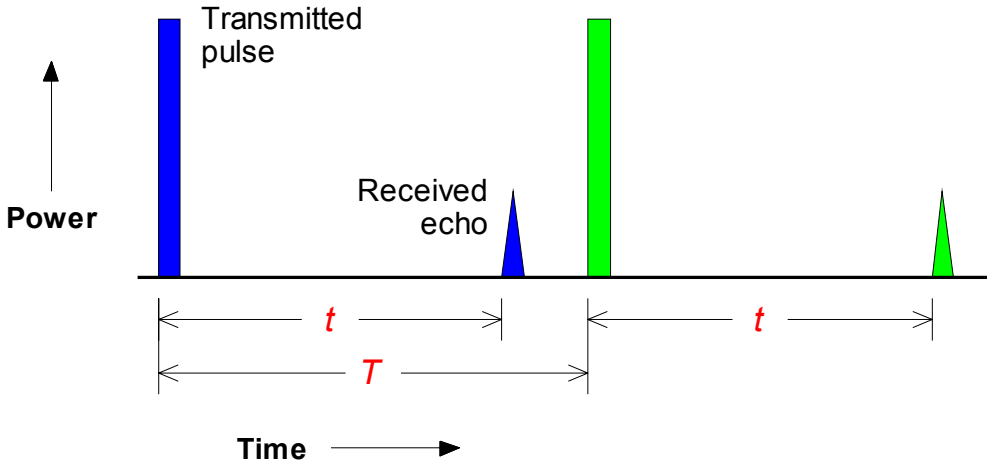 Transmitted
pulse
Received
echo
Power
t
t
T
Time